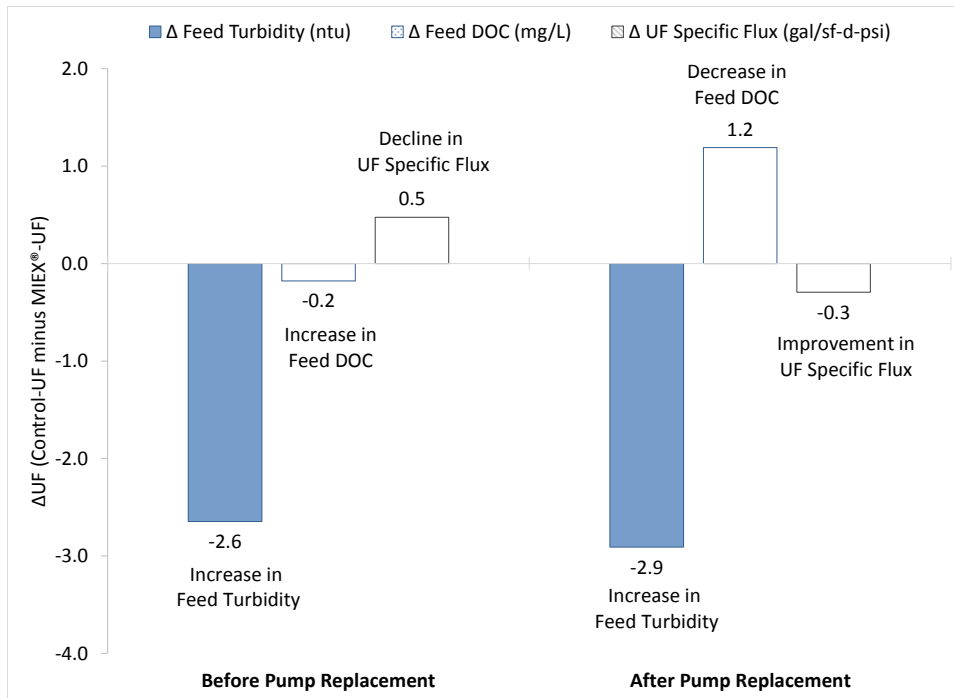 Δ Feed Turbidity (ntu)
Δ Feed DOC (mg/L)
Δ UF Specific Flux (gal/sf-d-psi)
ΔUF (Control-UF minus MIEX®-UF)
2.0
1.0
0.0
-1.0
-2.0
-3.0
-4.0
Decline in
UF Specific Flux
0.5
-0.2
Increase in
Feed DOC
-2.6
Increase in
Feed Turbidity
Decrease in
Feed DOC
1.2
-0.3
Improvement in
UF Specific Flux
-2.9
Increase in
Feed Turbidity
Before Pump Replacement
After Pump Replacement